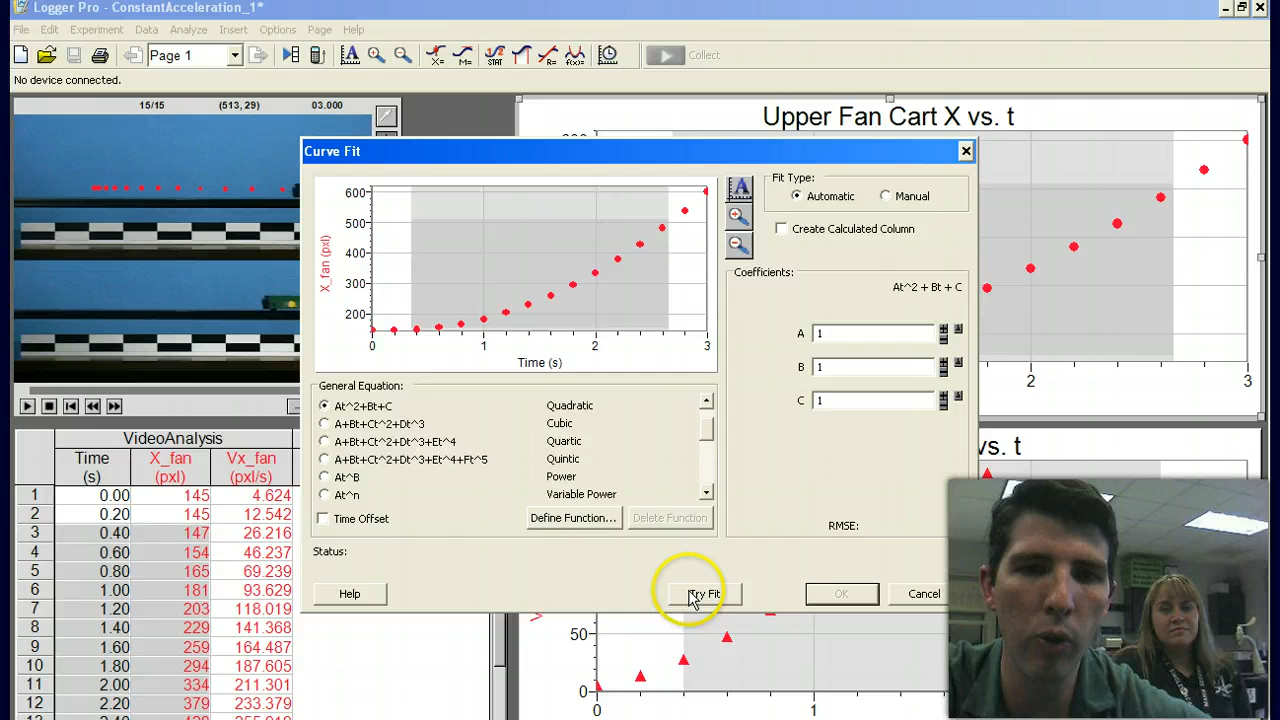 Logger Pro - ConstantAcceleration_1*
File Edit Experiment Data Analyze Insert Options Page Help
Page 1
Collect
No device connected.
15/15 (513, 29) 03.000
Upper Fan Cart X vs. t
Curve Fit
600
500
400
300
200
X_fan (pxl)
0 1 2 3
Time (s)
Fit Type:
Automatic Manual
Create Calculated Column
Coefficients:
At^2 + Bt + C
A 1
B 1
C 1
RMSE:
General Equation:
At^2+Bt+C Quadratic
A+Bt+Ct^2+Dt^3 Cubic
A+Bt+Ct^2+Dt^3+Et^4 Quartic
A+Bt+Ct^2+Dt^3+Et^4+Ft^5 Quintic
At^B Power
At^n Variable Power
Time Offset Define Function... Delete Function
Status:
Help Try Fit OK Cancel
2 3
vs. t
VideoAnalysis
Time X_fan Vx_fan
(s) (pxl) (pxl/s)
1 0.00 145 4.624
2 0.20 145 12.542
3 0.40 147 26.216
4 0.60 154 46.237
5 0.80 165 69.239
6 1.00 181 93.629
7 1.20 203 118.019
8 1.40 229 141.368
9 1.60 259 164.487
10 1.80 294 187.605
11 2.00 334 211.301
12 2.20 379 233.379
50
0
0 1